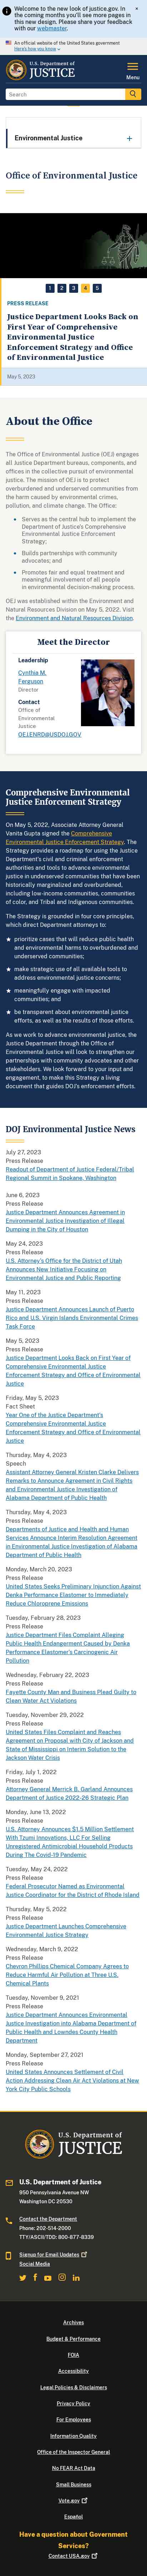 Welcome to the new look of justice.gov. In
the coming months you'll see more pages in
this new design. Please share your feedback
with our webmaster.
×
An official website of the United States government
Here's how you know
U.S. Department of
JUSTICE
Menu
Search
Environmental Justice
+
Office of Environmental Justice
1 2 3 4 5
PRESS RELEASE
Justice Department Looks Back on
First Year of Comprehensive
Environmental Justice
Enforcement Strategy and Office
of Environmental Justice
May 5, 2023
About the Office
The Office of Environmental Justice (OEJ) engages
all Justice Department bureaus, components, and
offices in the collective pursuit of environmental
justice. The mission of OEJ is to protect
overburdened and underserved communities from
the harm caused by environmental crimes,
pollution, and climate change. The Office:
Serves as the central hub to implement the
Department of Justice's Comprehensive
Environmental Justice Enforcement
Strategy;
Builds partnerships with community
advocates; and
Promotes fair and equal treatment and
meaningful involvement of all people
in environmental decision-making processes.
OEJ was established within the Environment and
Natural Resources Division on May 5, 2022. Visit
the Environment and Natural Resources Division.
Meet the Director
Leadership
Cynthia M.
Ferguson
Director
Contact
Office of
Environmental
Justice
OEJ.ENRD@USDOJ.GOV
Comprehensive Environmental
Justice Enforcement Strategy
On May 5, 2022, Associate Attorney General
Vanita Gupta signed the Comprehensive
Environmental Justice Enforcement Strategy. The
Strategy provides a roadmap for using the Justice
Department's civil and criminal enforcement
authorities to advance environmental justice for
communities that have been overburdened by
environmental harms, including historically
marginalized and low-income communities,
communities of
color, and Tribal and Indigenous communities.
The Strategy is grounded in four core principles,
which direct Departments to:
prioritize cases that will reduce public health
and environmental harms to overburdened
and underserved communities;
make strategic use of all available tools to
address environmental justice concerns;
meaningfully engage with impacted
communities; and
be transparent about environmental justice
efforts, as well as the results of those efforts.
As we work to advance environmental justice, the
Justice Department through the Office of
Environmental Justice will continue to build our
partnerships with community advocates and other
stakeholders. We look forward to this continued
engagement, and to issuing the annual report
called for by the Strategy within a document
that guides DOJ's enforcement efforts.
DOJ Environmental Justice News
July 27, 2023
Press Release
Readout of Department of Justice Federal/Tribal
Regional Summit in Spokane, Washington
June 6, 2023
Press Release
Justice Department Announces Agreement in
Environmental Justice Investigation of Illegal
Dumping in the City of Houston
May 24, 2023
Press Release
U.S. Attorney's Office for the District of Utah
Announces New Initiative Focusing on
Environmental Justice and Public Reporting
May 11, 2023
Press Release
Justice Department Announces Launch of Puerto
Rico and U.S. Virgin Islands Environmental Crimes
Task Force
May 5, 2023
Press Release
Justice Department Looks Back on First Year of
Comprehensive Environmental Justice
Enforcement Strategy and Office of Environmental
Justice
Friday, May 5, 2023
Fact Sheet
Year One of the Justice Department's
Comprehensive Environmental Justice
Enforcement Strategy and Office of Environmental
Justice
Thursday, May 4, 2023
Speech
Assistant Attorney General Kristen Clarke Delivers
Remarks to Announce Agreement in Civil Rights
and Environmental Justice Investigation of
Alabama Department of Public Health
Thursday, May 4, 2023
Press Release
Departments of Justice and Health and Human
Services Announce Interim Resolution Agreement
in Environmental Justice Investigation of Alabama
Department of Public Health
Monday, March 20, 2023
Press Release
United States Seeks Preliminary Injunction Against
Denka Performance Elastomer to Immediately
Reduce Chloroprene Emissions
Tuesday, February 28, 2023
Press Release
Justice Department Files Complaint Alleging
Public Health Endangerment Caused by Denka
Performance Elastomer's Carcinogenic Air
Pollution
Wednesday, February 22, 2023
Press Release
Fayette County Men and Business Plead Guilty to
Clean Water Act Violations
Tuesday, November 29, 2022
Press Release
United States Files Complaint and Reaches
Agreement on Proposal with City of Jackson and
State of Mississippi on Interim Solution to the
Jackson Water Crisis
Friday, July 1, 2022
Press Release
Attorney General Merrick B. Garland Announces
Department of Justice 2022-26 Strategic Plan
Monday, June 13, 2022
Press Release
U.S. Attorney Announces $1.5 Million Settlement
With Tzumi Innovations, LLC For Selling
Unregistered Antimicrobial Household Products
During The Covid-19 Pandemic
Tuesday, May 24, 2022
Press Release
Federal Prosecutor Named as Environmental
Justice Coordinator for the District of Rhode Island
Thursday, May 5, 2022
Press Release
Justice Department Launches Comprehensive
Environmental Justice Strategy
Wednesday, March 9, 2022
Press Release
Chevron Phillips Chemical Company Agrees to
Reduce Harmful Air Pollution at Three U.S.
Chemical Plants
Tuesday, November 9, 2021
Press Release
Justice Department Announces Environmental
Justice Investigation into Alabama Department of
Public Health and Lowndes County Health
Department
Monday, September 27, 2021
Press Release
United States Announces Settlement of Civil
Action Addressing Clean Air Act Violations at New
York City Public Schools
U.S. Department of
JUSTICE
U.S. Department of Justice
950 Pennsylvania Avenue NW
Washington DC 20530
Contact the Department
Phone: 202-514-2000
TTY/ASCII/TDD: 800-877-8339
Signup for Email Updates
Social Media
Archives
Budget & Performance
FOIA
Accessibility
Legal Policies & Disclaimers
Privacy Policy
For Employees
Information Quality
Office of the Inspector General
No FEAR Act Data
Small Business
Vote.gov
Español
Have a question about Government
Services?
Contact USA.gov